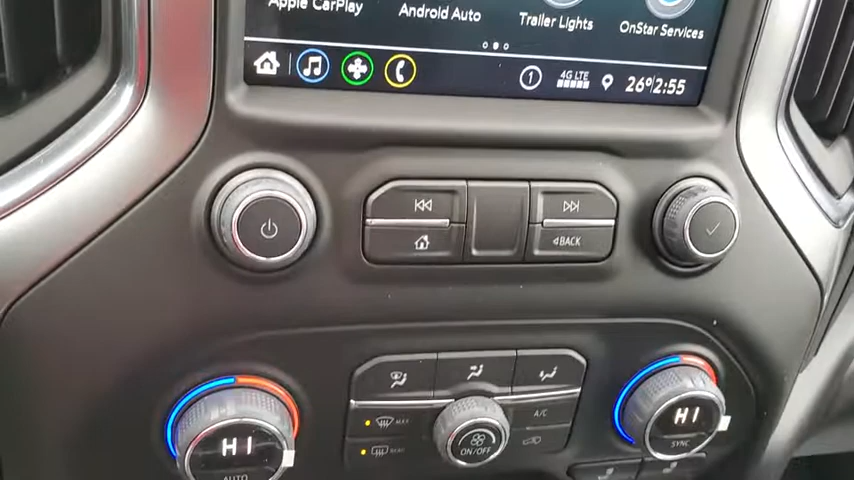 Apple CarPlay
Android Auto
Trailer Lights
OnStar Services
1 4G LTE 26° 2:55
BACK
MAX
A/C
HI
ON/OFF
HI
SYNC
REAR
AUTO